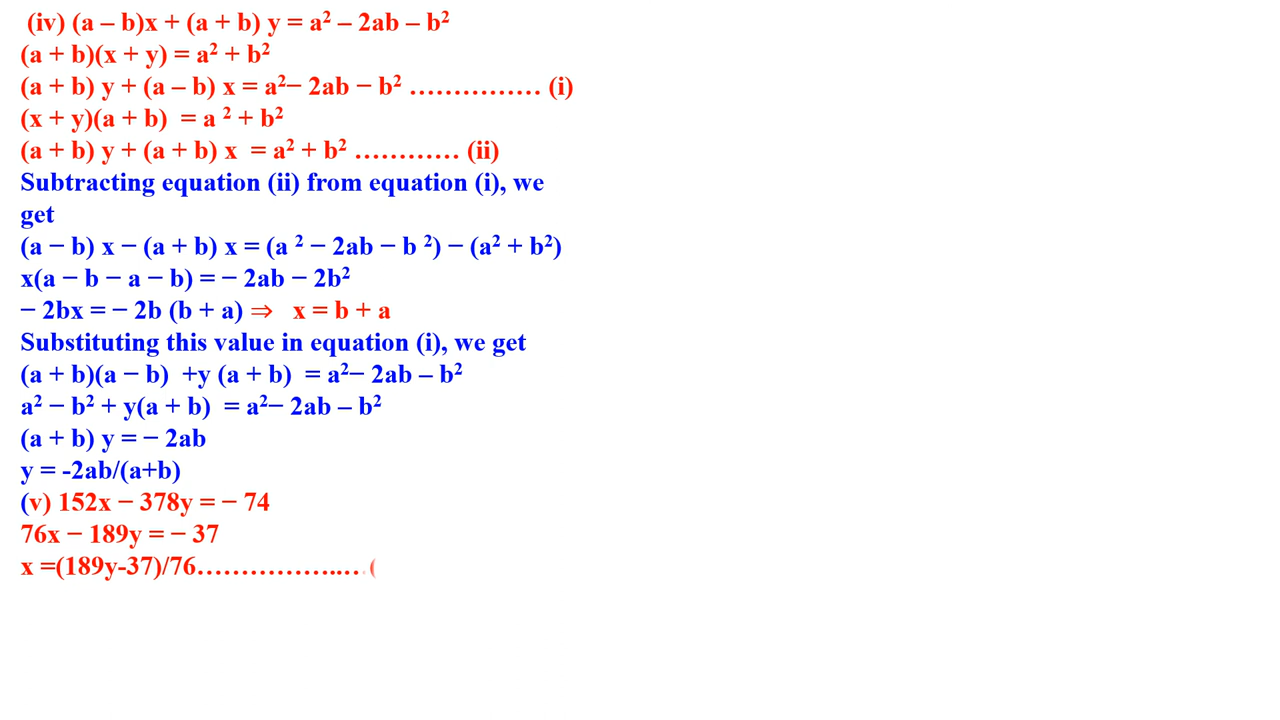 (iv) (a – b)x + (a + b) y = a² – 2ab – b²
(a + b)(x + y) = a² + b²
(a + b) y + (a – b) x = a²− 2ab − b² …………… (i)
(x + y)(a + b) = a ² + b²
(a + b) y + (a + b) x = a² + b² ………… (ii)
Subtracting equation (ii) from equation (i), we
get
(a − b) x − (a + b) x = (a ² − 2ab − b ²) − (a² + b²)
x(a − b − a − b) = − 2ab − 2b²
− 2bx = − 2b (b + a) ⇒ x = b + a
Substituting this value in equation (i), we get
(a + b)(a − b) +y (a + b) = a²− 2ab – b²
a² − b² + y(a + b) = a²− 2ab – b²
(a + b) y = − 2ab
y = -2ab/(a+b)
(v) 152x − 378y = − 74
76x − 189y = − 37
x =(189y-37)/76……………..… (